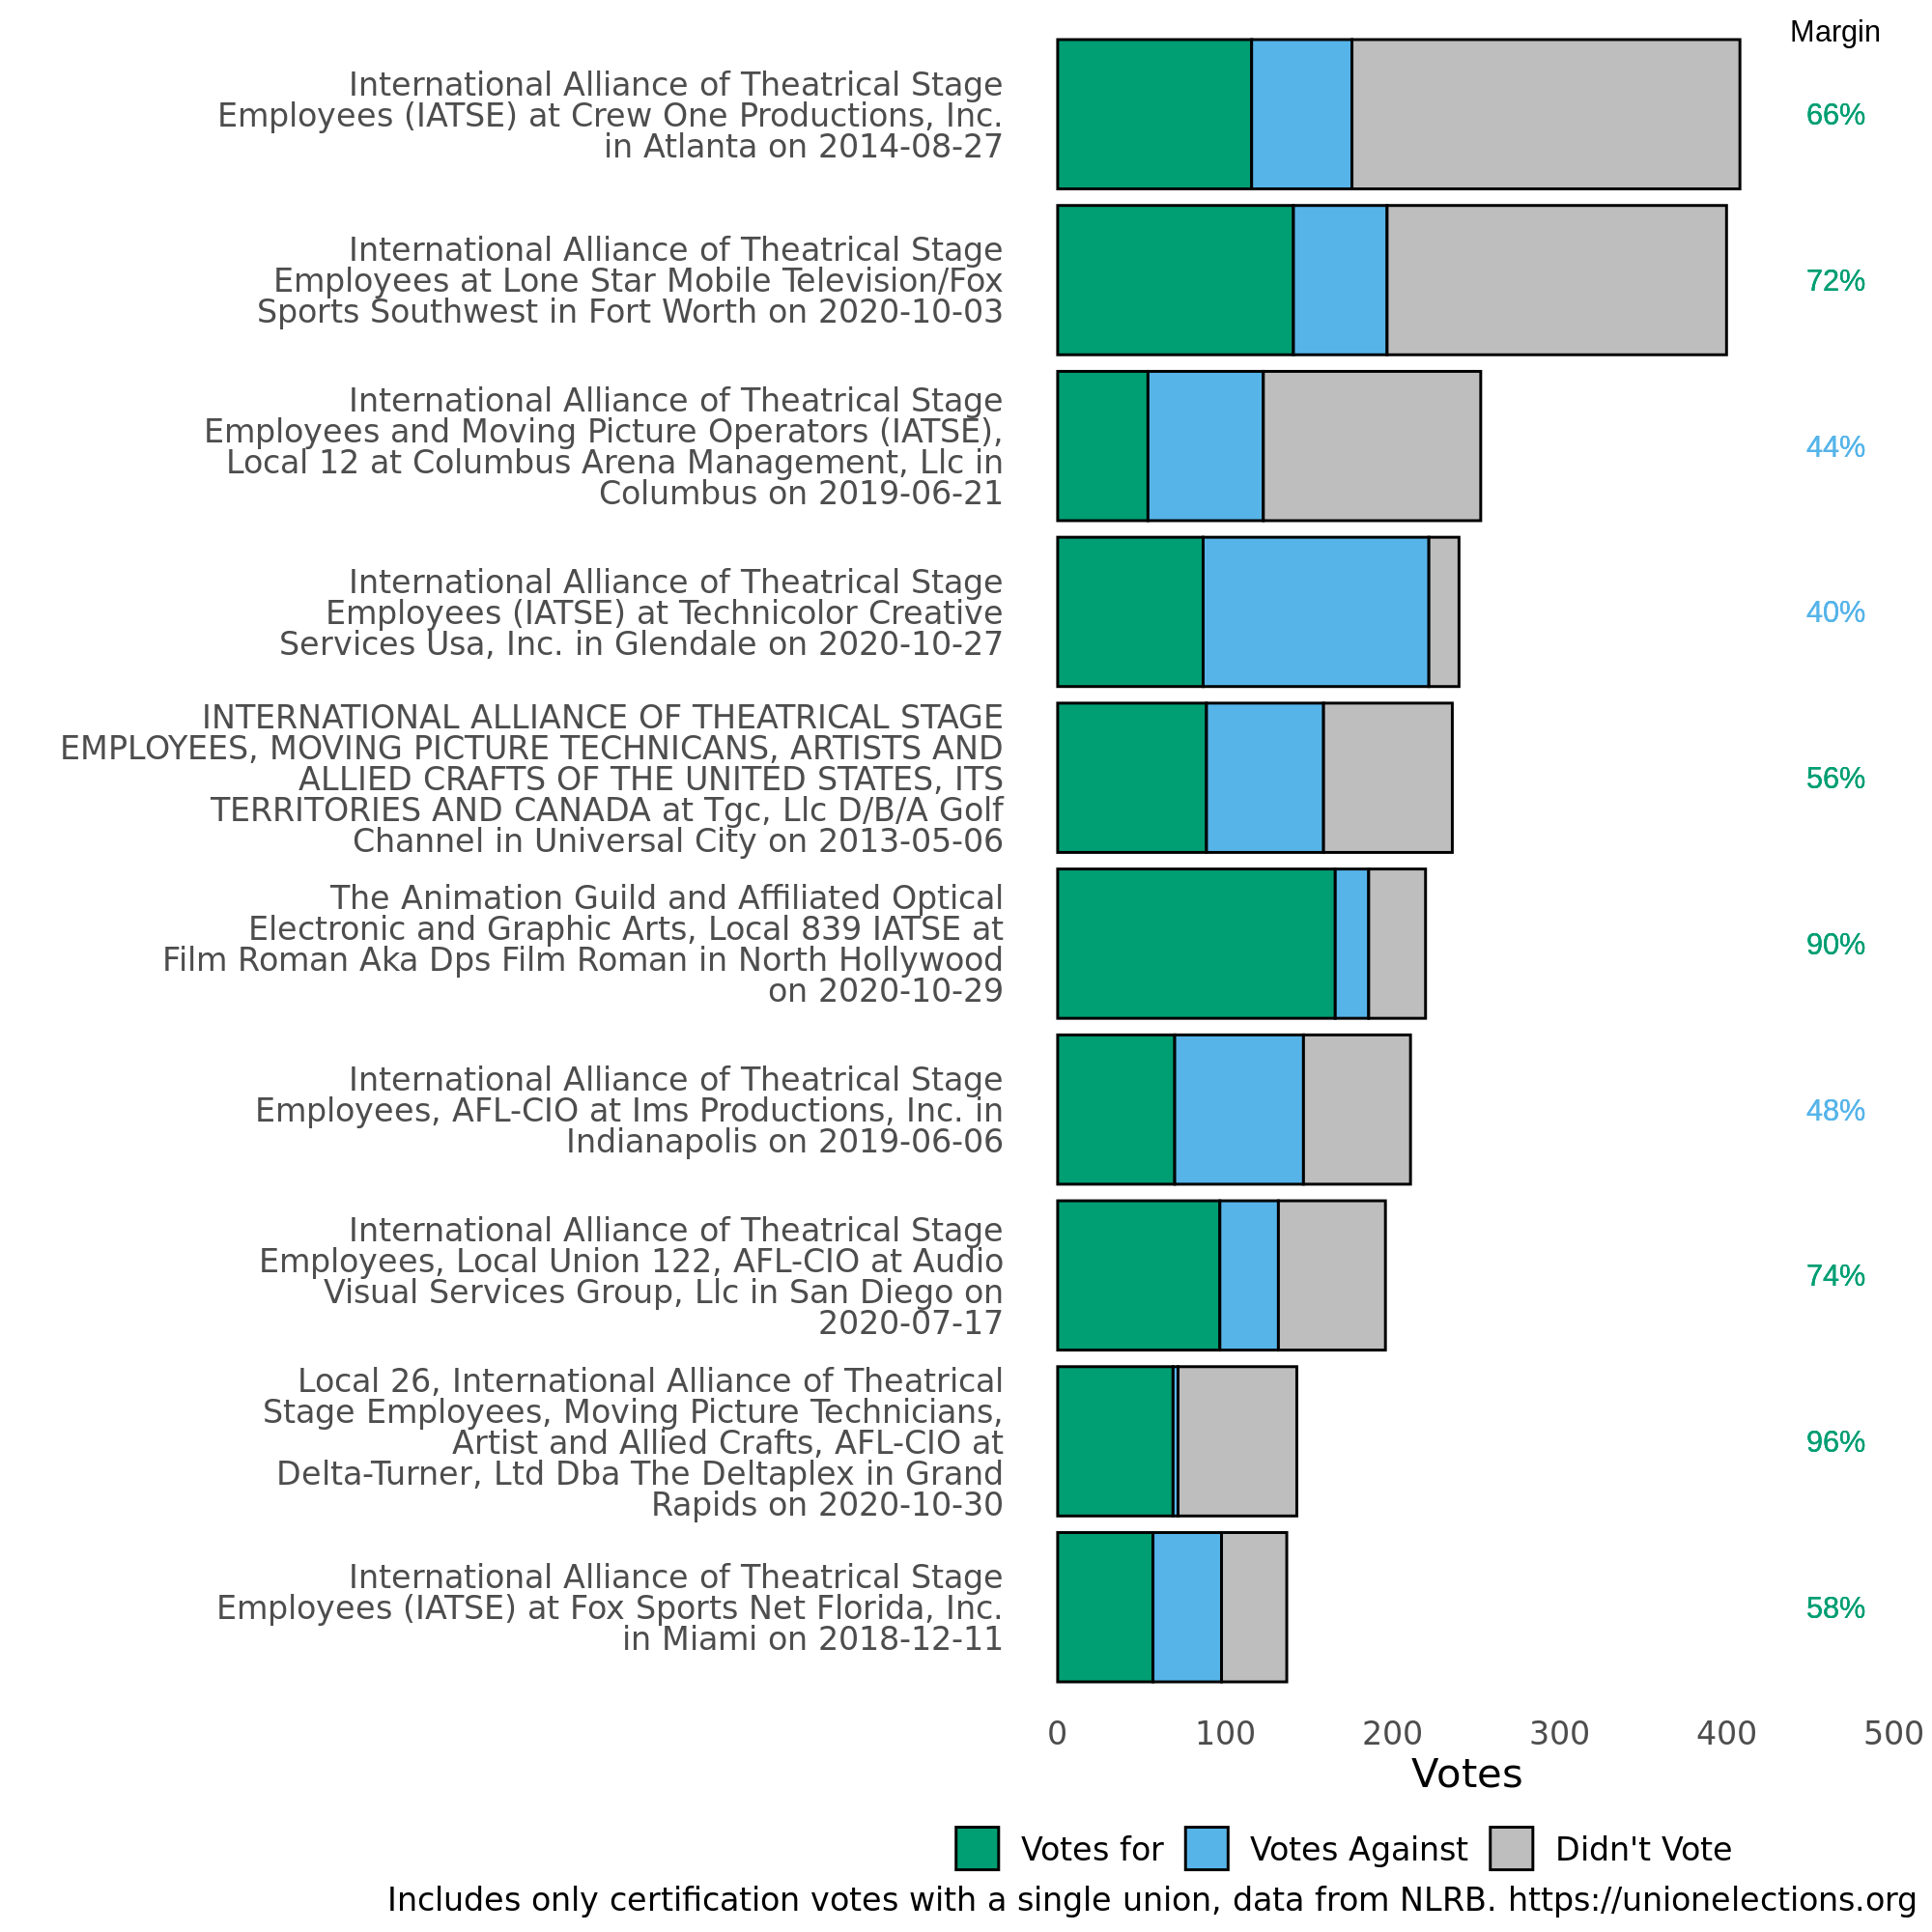 Margin
International Alliance of Theatrical Stage
Employees (IATSE) at Crew One Productions, Inc.
in Atlanta on 2014-08-27
66%
International Alliance of Theatrical Stage
Employees at Lone Star Mobile Television/Fox
Sports Southwest in Fort Worth on 2020-10-03
72%
International Alliance of Theatrical Stage
Employees and Moving Picture Operators (IATSE),
Local 12 at Columbus Arena Management, Llc in
Columbus on 2019-06-21
44%
International Alliance of Theatrical Stage
Employees (IATSE) at Technicolor Creative
Services Usa, Inc. in Glendale on 2020-10-27
40%
INTERNATIONAL ALLIANCE OF THEATRICAL STAGE
EMPLOYEES, MOVING PICTURE TECHNICANS, ARTISTS AND
ALLIED CRAFTS OF THE UNITED STATES, ITS
TERRITORIES AND CANADA at Tgc, Llc D/B/A Golf
Channel in Universal City on 2013-05-06
56%
The Animation Guild and Affiliated Optical
Electronic and Graphic Arts, Local 839 IATSE at
Film Roman Aka Dps Film Roman in North Hollywood
on 2020-10-29
90%
International Alliance of Theatrical Stage
Employees, AFL-CIO at Ims Productions, Inc. in
Indianapolis on 2019-06-06
48%
International Alliance of Theatrical Stage
Employees, Local Union 122, AFL-CIO at Audio
Visual Services Group, Llc in San Diego on
2020-07-17
74%
Local 26, International Alliance of Theatrical
Stage Employees, Moving Picture Technicians,
Artist and Allied Crafts, AFL-CIO at
Delta-Turner, Ltd Dba The Deltaplex in Grand
Rapids on 2020-10-30
96%
International Alliance of Theatrical Stage
Employees (IATSE) at Fox Sports Net Florida, Inc.
in Miami on 2018-12-11
58%
0 100 200 300 400 500
Votes
Votes for Votes Against Didn't Vote
Includes only certification votes with a single union, data from NLRB. https://unionelections.org